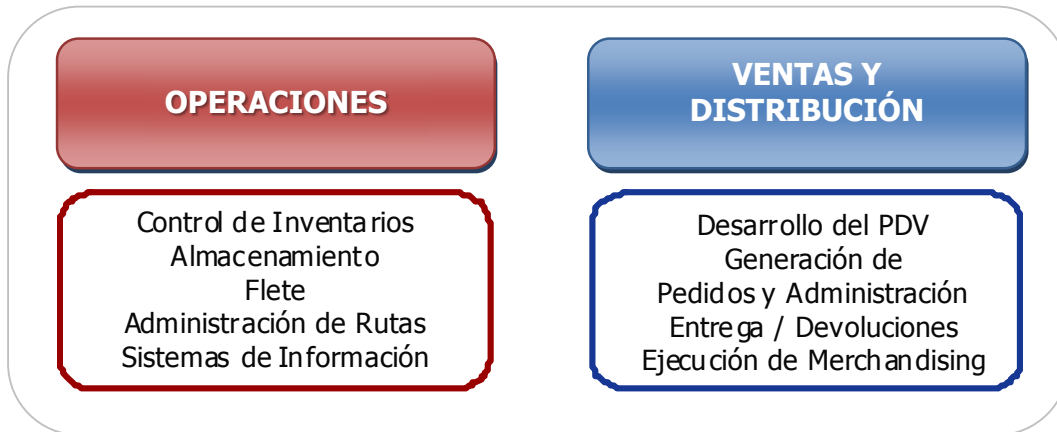 OPERACIONES
Control de Inventarios
Almacenamiento
Flete
Administración de Rutas
Sistemas de Información
VENTAS Y
DISTRIBUCIÓN
Desarrollo del PDV
Generación de
Pedidos y Administración
Entrega / Devoluciones
Ejecución de Merchandising